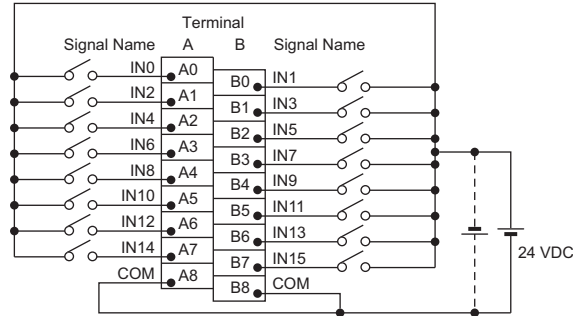 Terminal
Signal Name A B Signal Name
IN0 A0
B0 IN1
IN2 A1
B1 IN3
IN4 A2
B2 IN5
IN6 A3
B3 IN7
IN8 A4
B4 IN9
IN10 A5
B5 IN11
IN12 A6
B6 IN13
IN14 A7
B7 IN15
COM A8
B8 COM
24 VDC